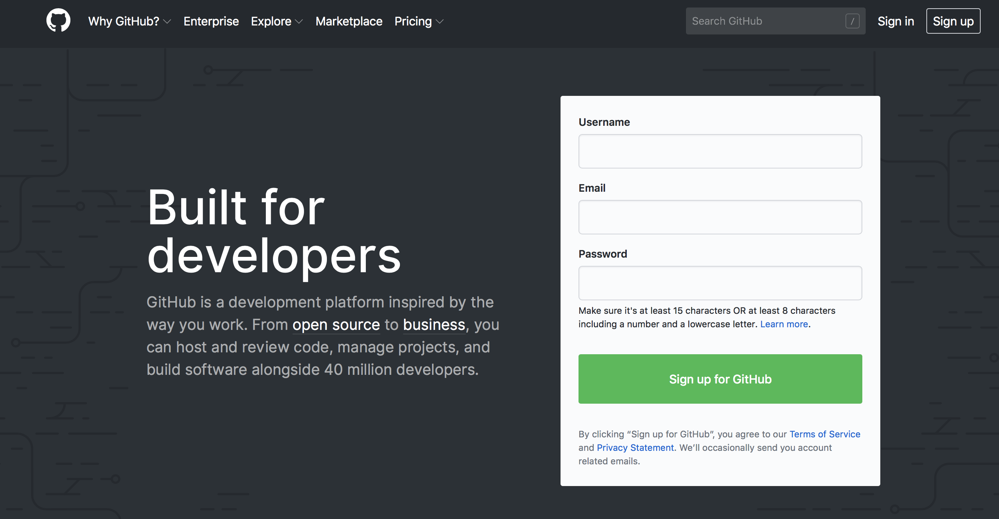 Why GitHub? Enterprise Explore Marketplace Pricing Search GitHub / Sign in Sign up
Built for
developers
GitHub is a development platform inspired by the
way you work. From open source to business, you
can host and review code, manage projects, and
build software alongside 40 million developers.
Username
Email
Password
Make sure it's at least 15 characters OR at least 8 characters
including a number and a lowercase letter. Learn more.
Sign up for GitHub
By clicking “Sign up for GitHub”, you agree to our Terms of Service
and Privacy Statement. We’ll occasionally send you account
related emails.